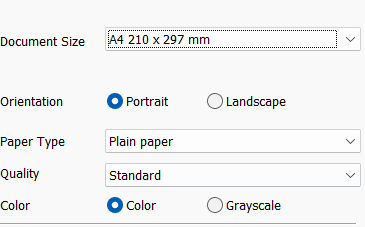 Document Size A4 210 x 297 mm
Orientation Portrait Landscape
Paper Type Plain paper
Quality Standard
Color Color Grayscale